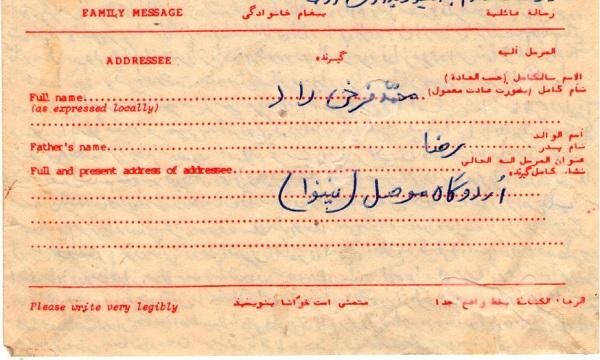 FAMILY MESSAGE پیغام خانوادگی رسالة عائلية
ADDRESSEE گیرنده المرسل اليه
الاسم بالكامل (حسب العادة)
Full name محمد فرخی راد نام کامل (بصورت عادت معمول)
(as expressed locally)
اسم الوالد
Father's name رضا نام پدر
عنوان المرسل اليه الحالي
Full and present address of addressee نشانی کامل گیرنده
اردوگاه موصل (نینوا)
Please write very legibly متمنی است خوانا بنویسید الرجاء الكتابة بخط واضح جدا